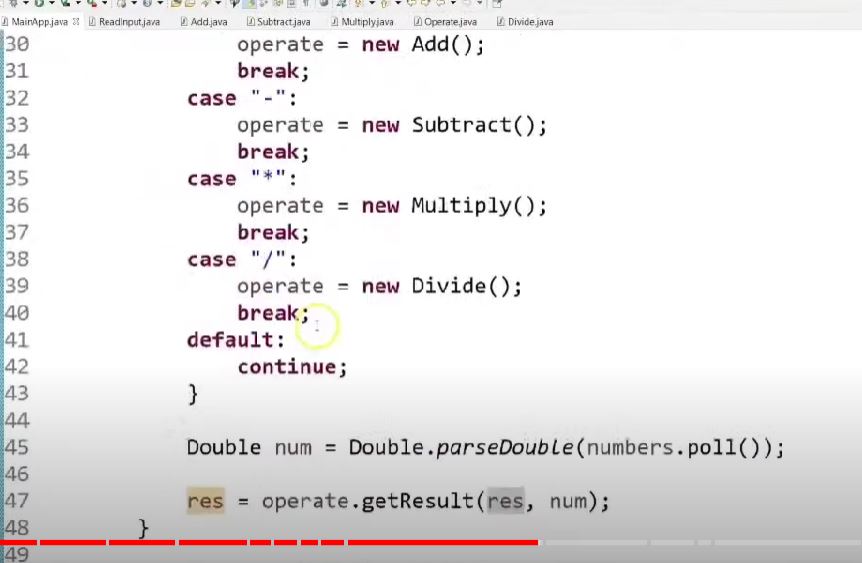 MainApp.java ReadInput.java Add.java Subtract.java Multiply.java Operate.java Divide.java
30 operate = new Add();
31 break;
32 case "-":
33 operate = new Subtract();
34 break;
35 case "*":
36 operate = new Multiply();
37 break;
38 case "/":
39 operate = new Divide();
40 break;
41 default:
42 continue;
43 }
44
45 Double num = Double.parseDouble(numbers.poll());
46
47 res = operate.getResult(res, num);
48 }
49